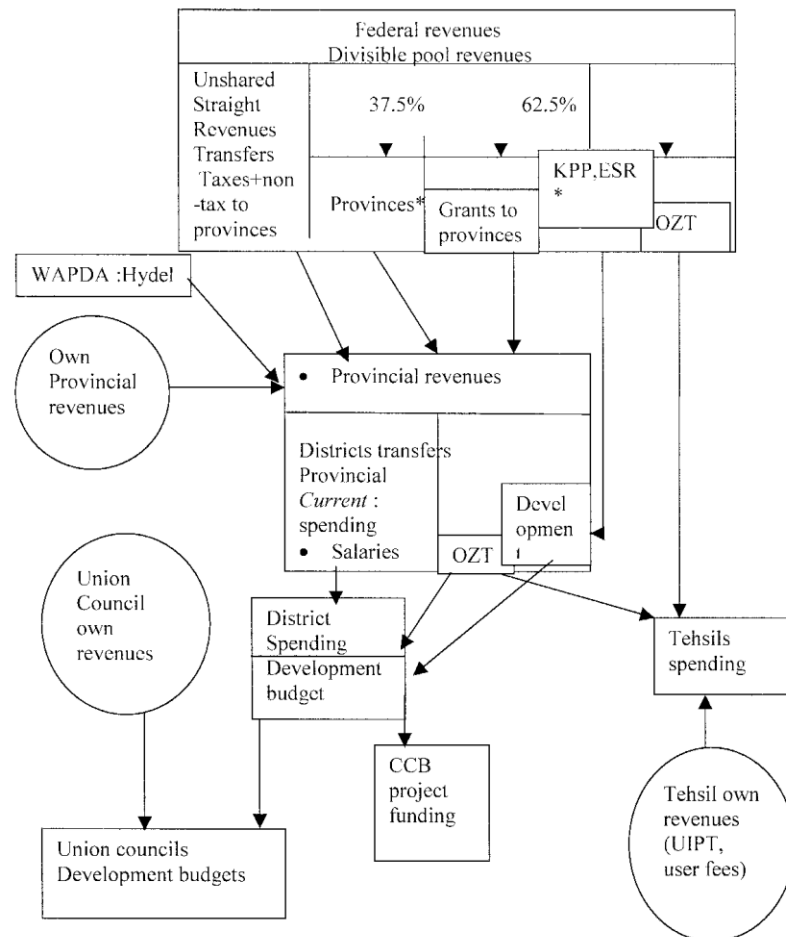 Federal revenues
Divisible pool revenues
Unshared
Straight
Revenues
Transfers
Taxes+non
-tax to
provinces
37.5%
62.5%
Provinces*
Grants to
provinces
KPP,ESR
*
OZT
WAPDA :Hydel
Own
Provincial
revenues
• Provincial revenues
Districts transfers
Provincial
Current :
spending
• Salaries
OZT
Devel
opmen
t
Union
Council
own
revenues
District
Spending
Development
budget
Tehsils
spending
CCB
project
funding
Union councils
Development budgets
Tehsil own
revenues
(UIPT,
user fees)